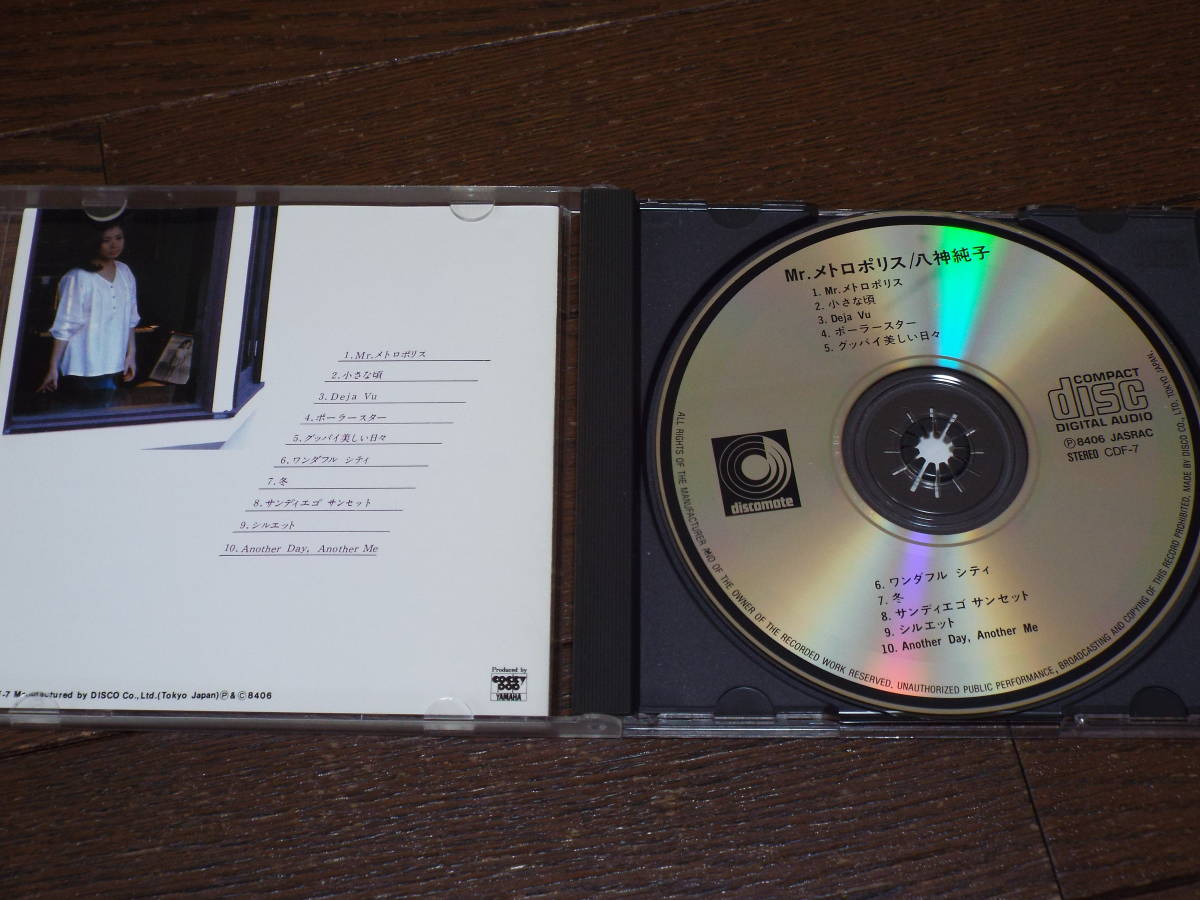 1. Mr.メトロポリス
2. 小さな頃
3. Deja Vu
4. ポーラースター
5. グッバイ美しい日々
6. ワンダフル シティ
7. 冬
8. サンディエゴ サンセット
9. シルエット
10. Another Day, Another Me
Produced by
COCKY POP
YAMAHA
-7 Manufactured by DISCO Co., Ltd. (Tokyo Japan) Ⓟ&Ⓒ8406
Mr.メトロポリス/八神純子
1. Mr.メトロポリス
2. 小さな頃
3. Deja Vu
4. ポーラースター
5. グッバイ美しい日々
discomate
COMPACT
disc
DIGITAL AUDIO
Ⓟ8406 JASRAC
STEREO CDF-7
6. ワンダフル シティ
7. 冬
8. サンディエゴ サンセット
9. シルエット
10. Another Day, Another Me
ALL RIGHTS OF THE MANUFACTURER AND OF THE OWNER OF THE RECORDED WORK RESERVED. UNAUTHORIZED PUBLIC PERFORMANCE, BROADCASTING AND COPYING OF THIS RECORD PROHIBITED. MADE BY DISCO CO., LTD. TOKYO JAPAN.